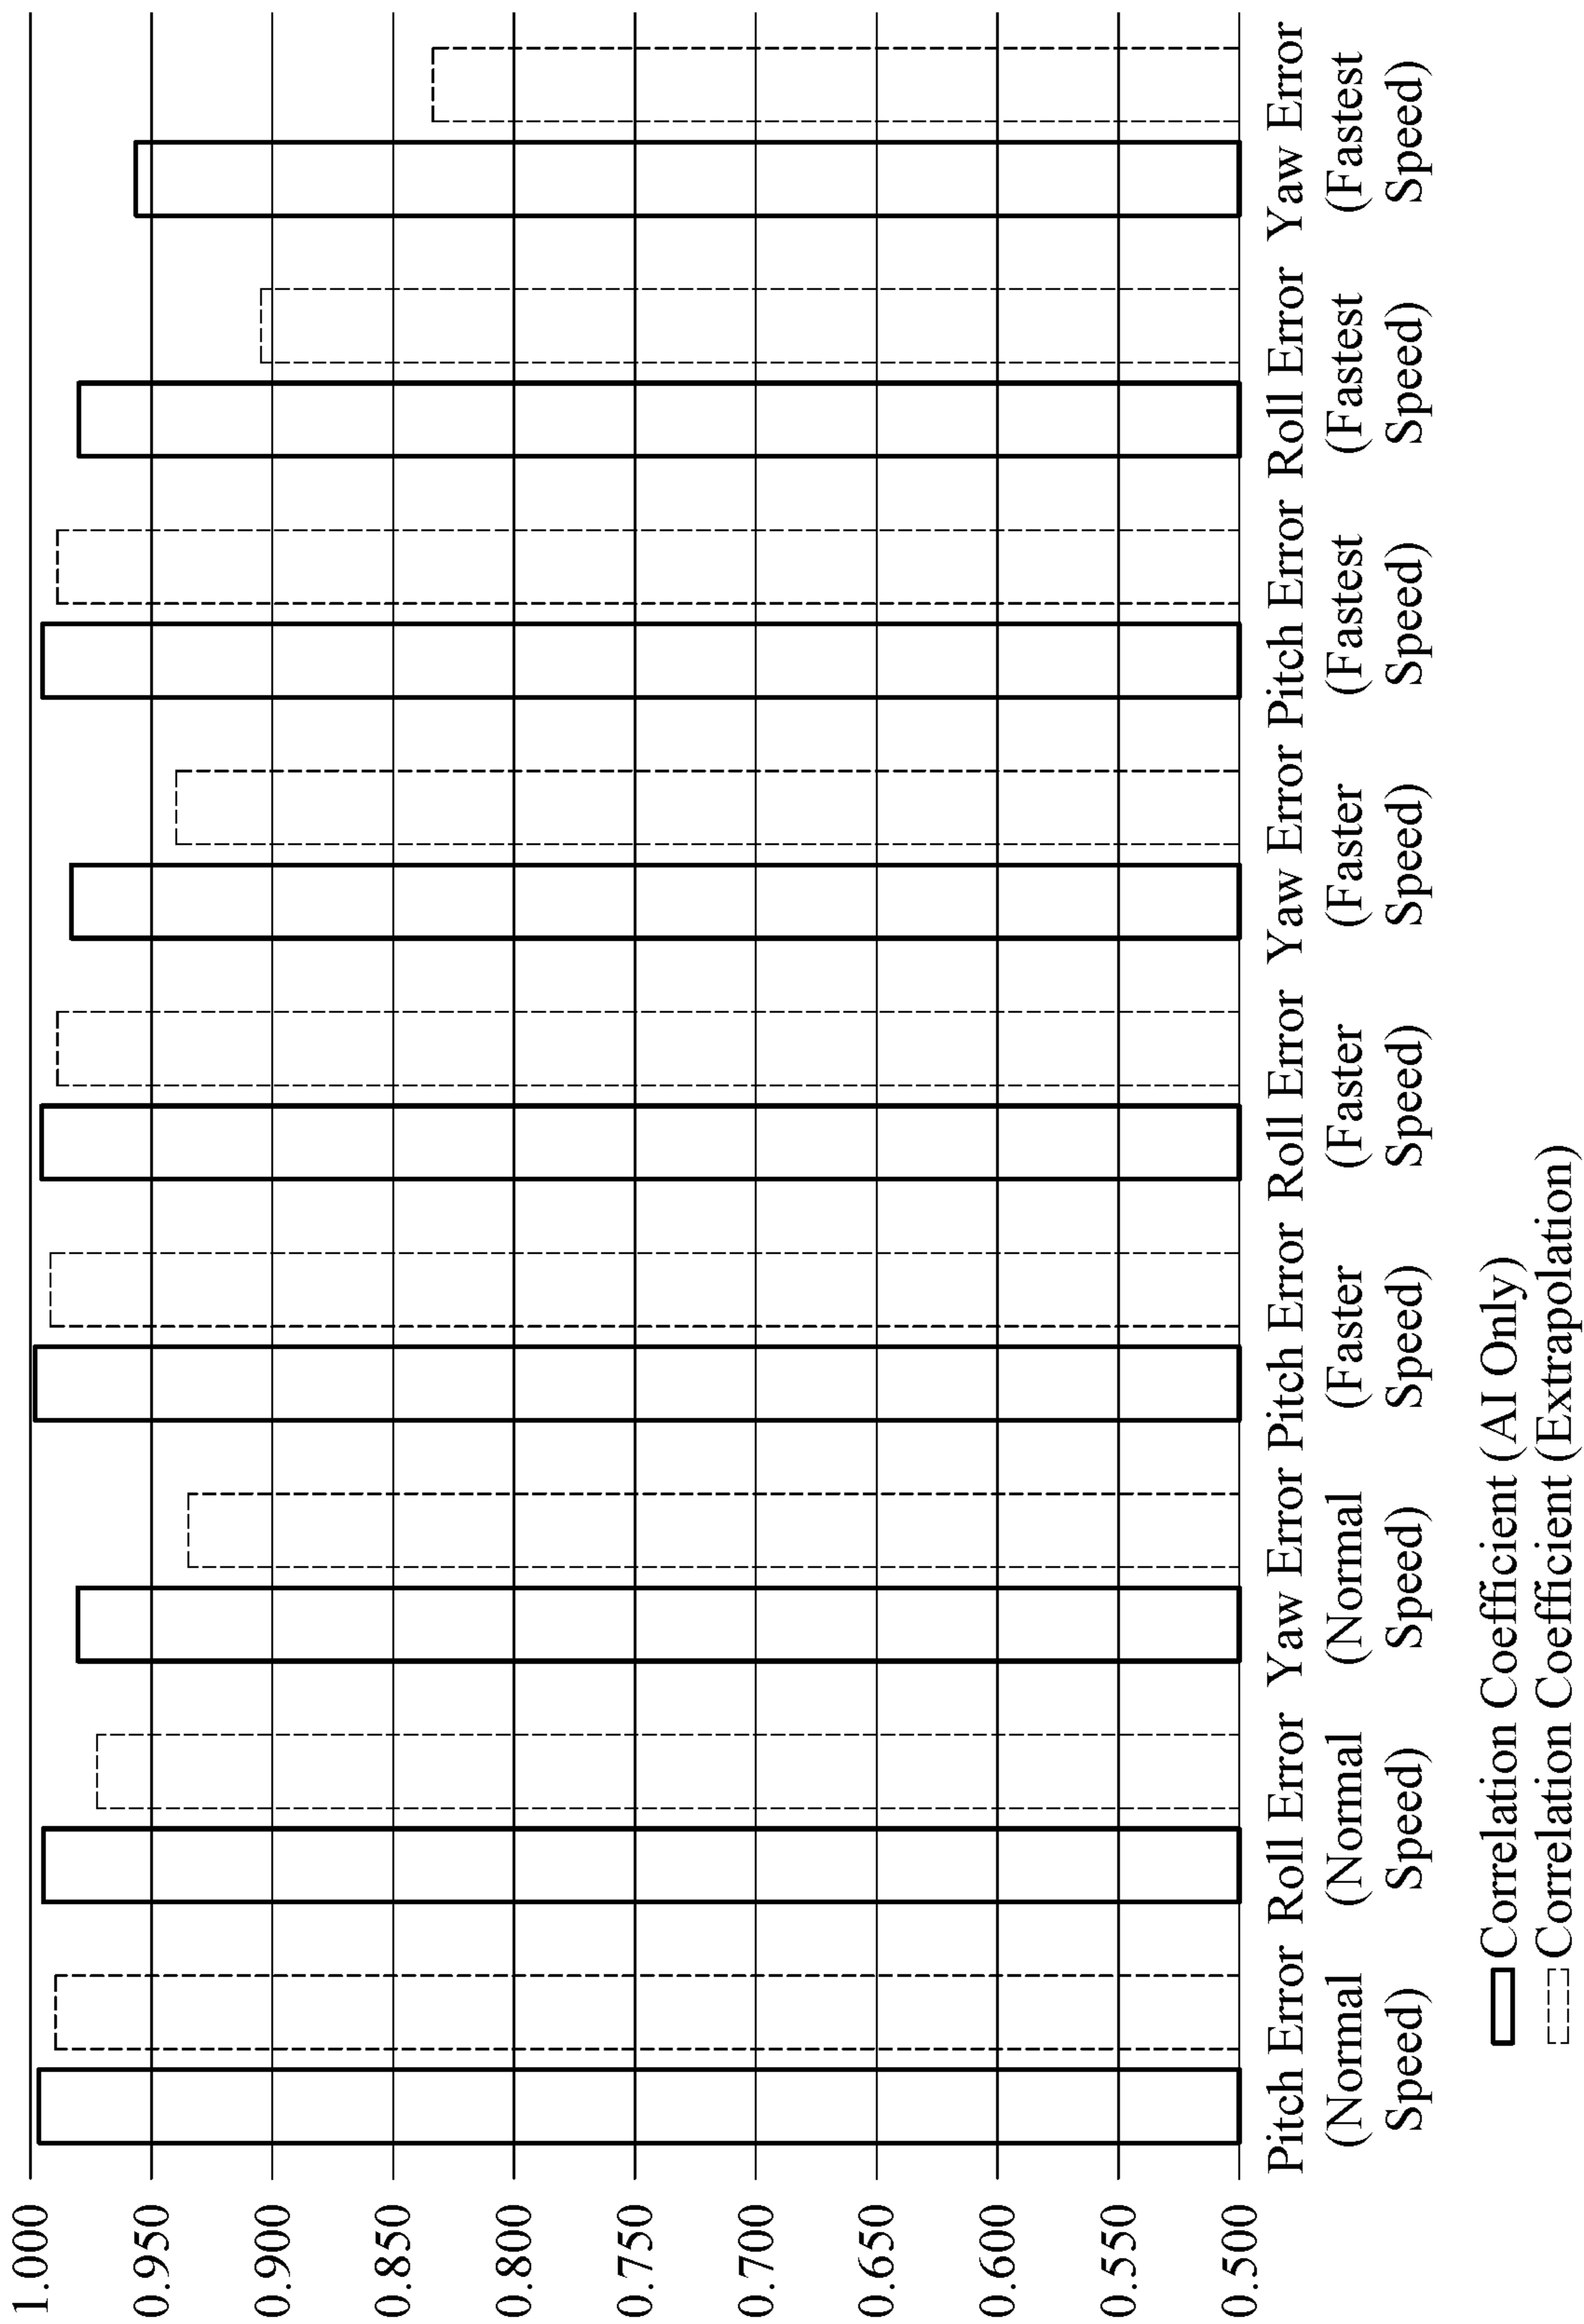 1.000
0.950
0.900
0.850
0.800
0.750
0.700
0.650
0.600
0.550
0.500
Pitch Error
(Normal
Speed)
Roll Error
(Normal
Speed)
Yaw Error
(Normal
Speed)
Pitch Error
(Faster
Speed)
Roll Error
(Faster
Speed)
Yaw Error
(Faster
Speed)
Pitch Error
(Fastest
Speed)
Roll Error
(Fastest
Speed)
Yaw Error
(Fastest
Speed)
Correlation Coefficient (AI Only)
Correlation Coefficient (Extrapolation)